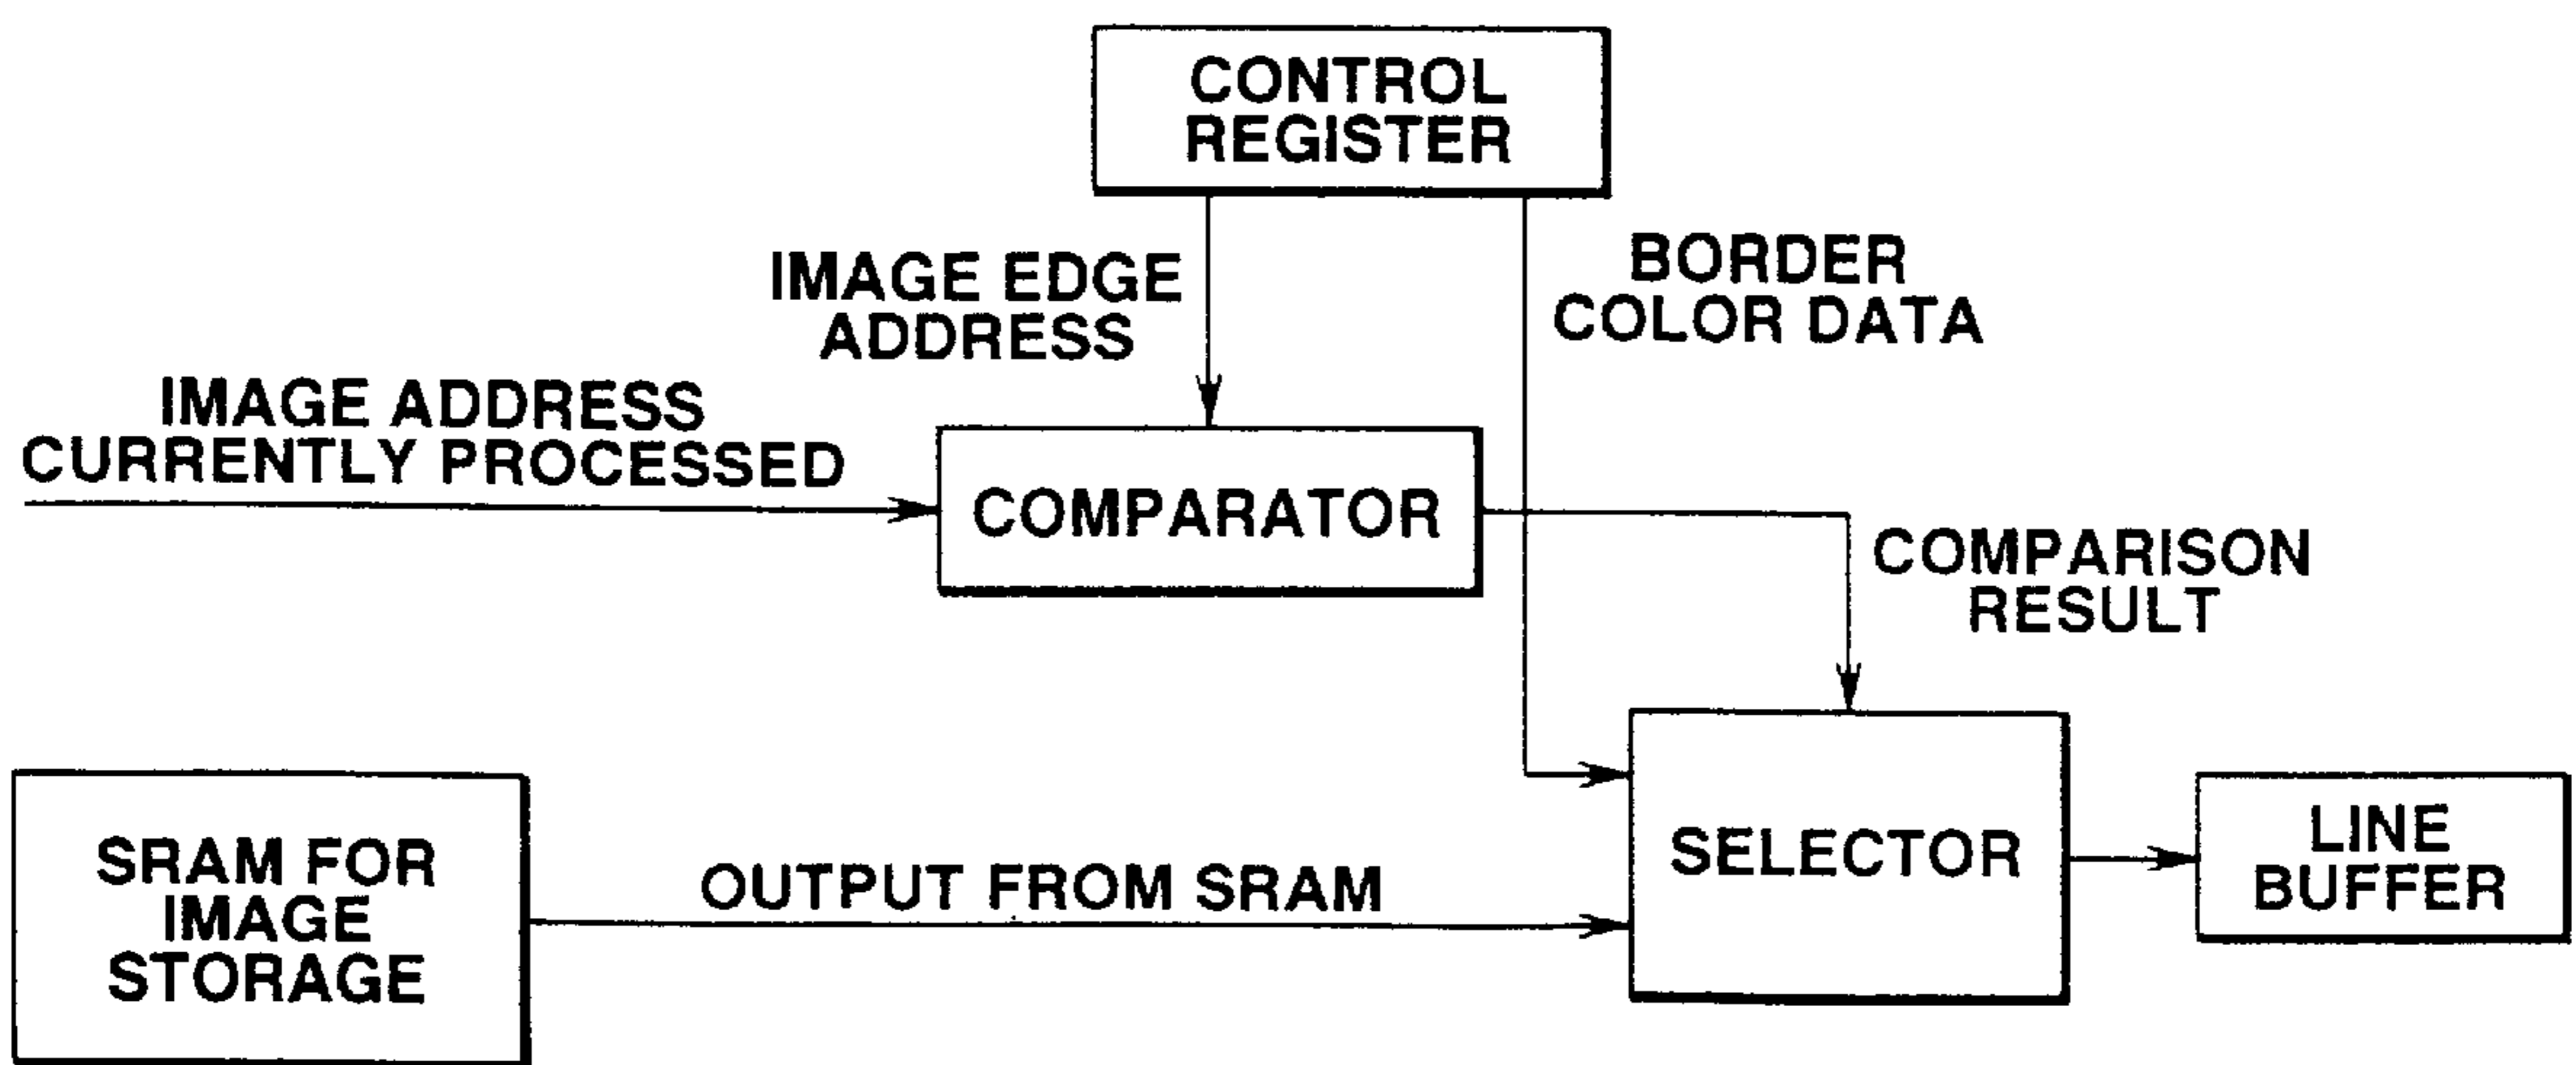 CONTROL
REGISTER
IMAGE EDGE
ADDRESS
BORDER
COLOR DATA
IMAGE ADDRESS
CURRENTLY PROCESSED
COMPARATOR
COMPARISON
RESULT
SRAM FOR
IMAGE
STORAGE
OUTPUT FROM SRAM
SELECTOR
LINE
BUFFER